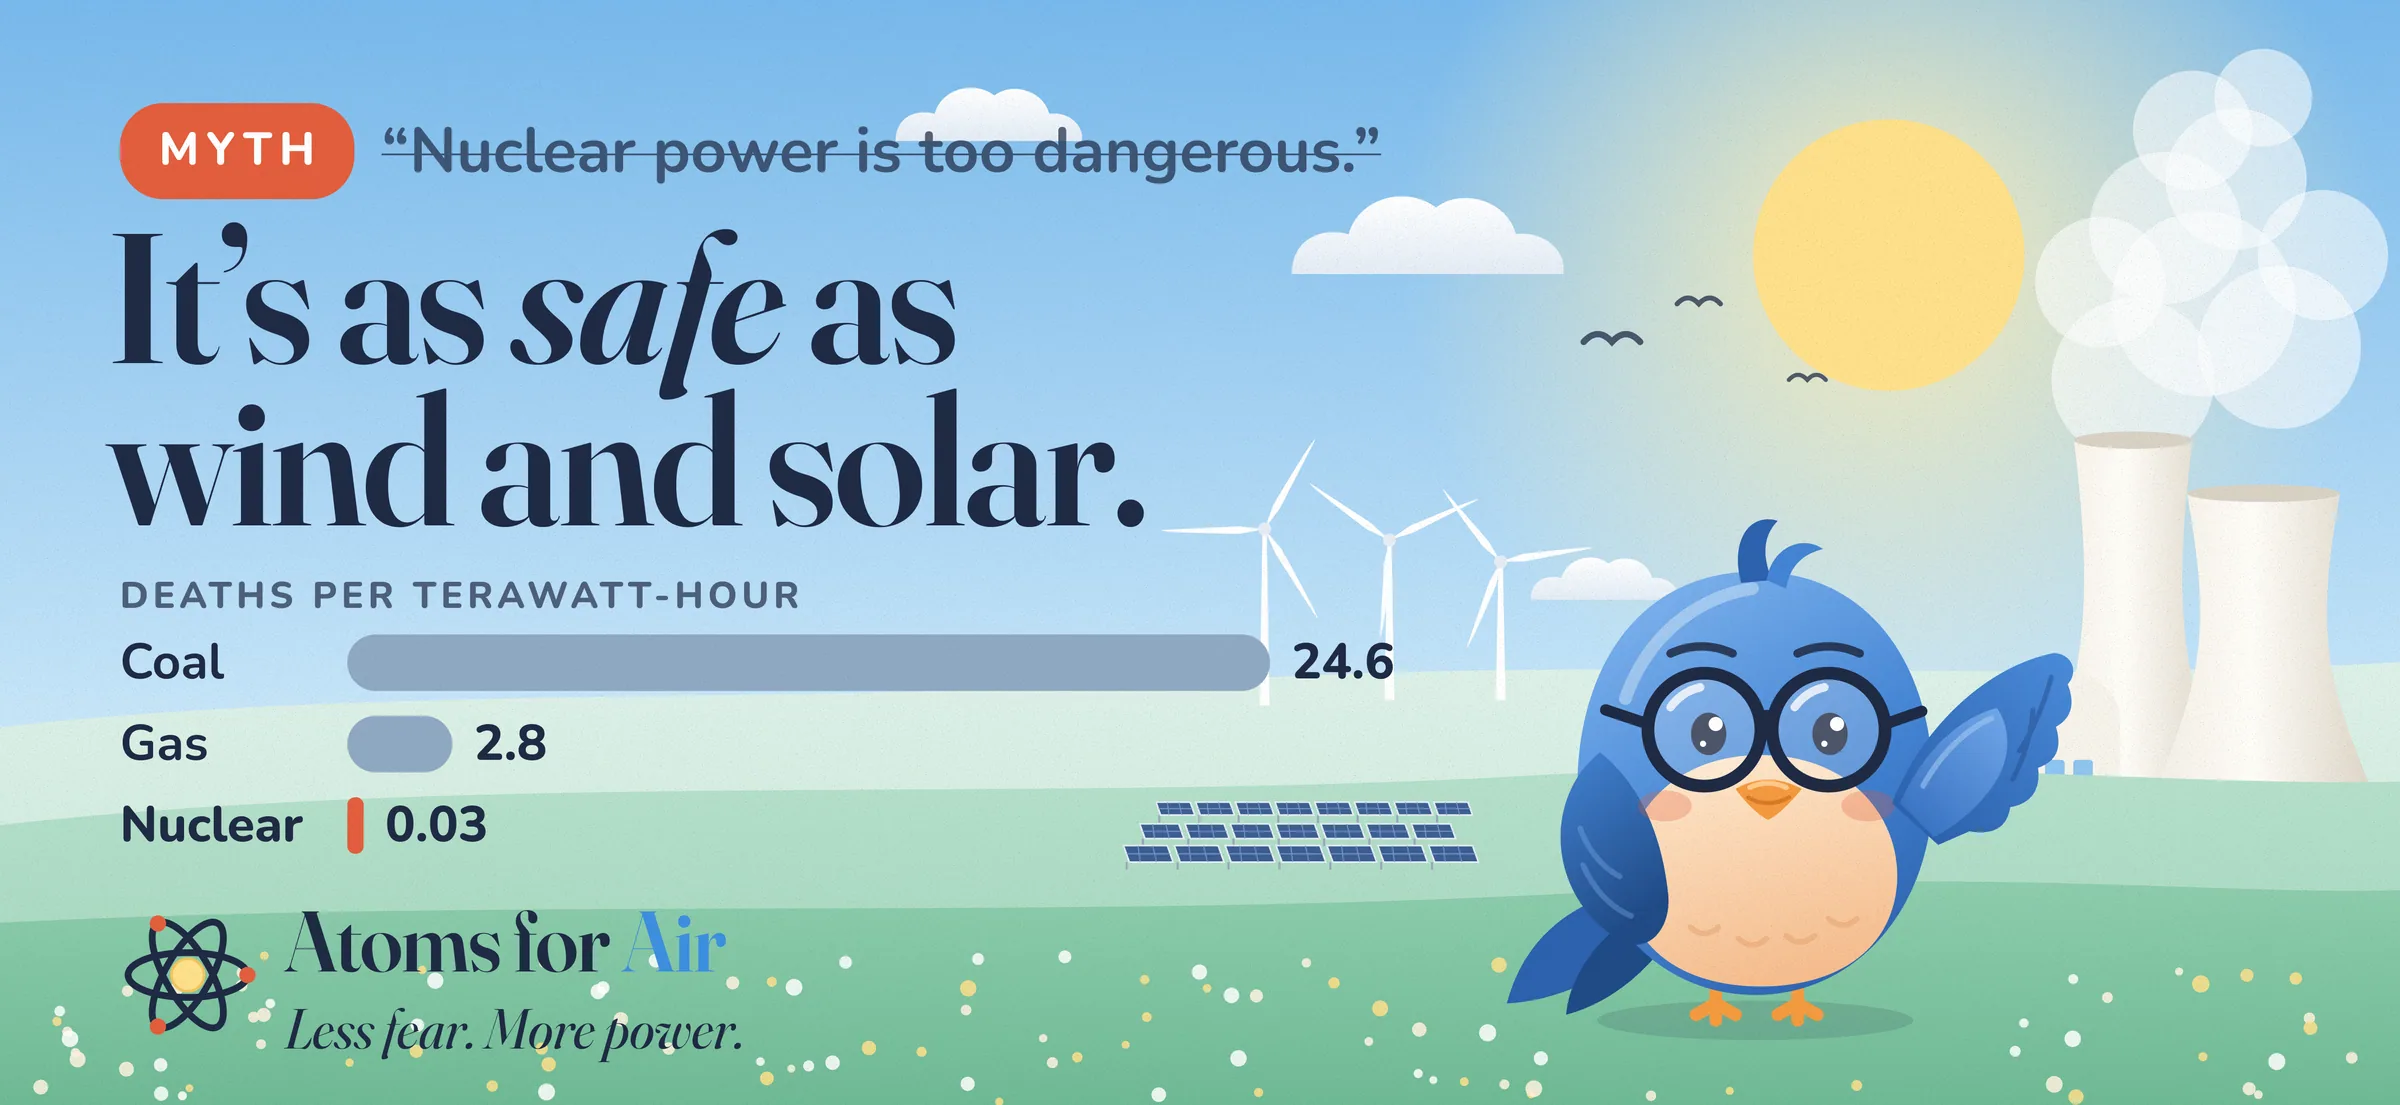 MYTH “Nuclear power is too dangerous.”
It’s as safe as
wind and solar.
DEATHS PER TERAWATT-HOUR
Coal 24.6
Gas 2.8
Nuclear 0.03
Atoms for Air
Less fear. More power.